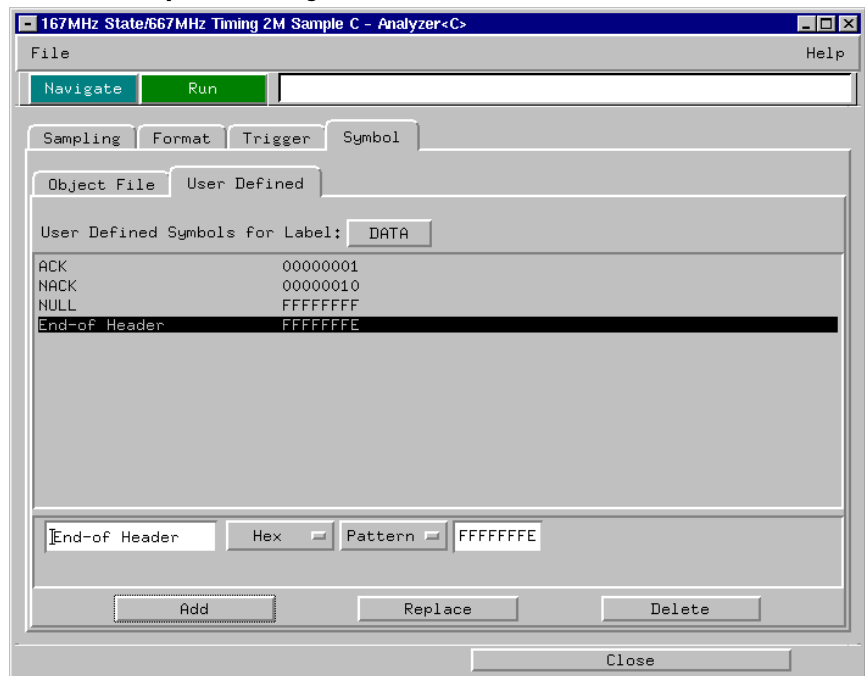 167MHz State/667MHz Timing 2M Sample C - Analyzer<C>
File Help
Navigate Run
Sampling Format Trigger Symbol
Object File User Defined
User Defined Symbols for Label: DATA
ACK 00000001
NACK 00000010
NULL FFFFFFFF
End-of Header FFFFFFFE
End-of Header Hex Pattern FFFFFFFE
Add Replace Delete
Close